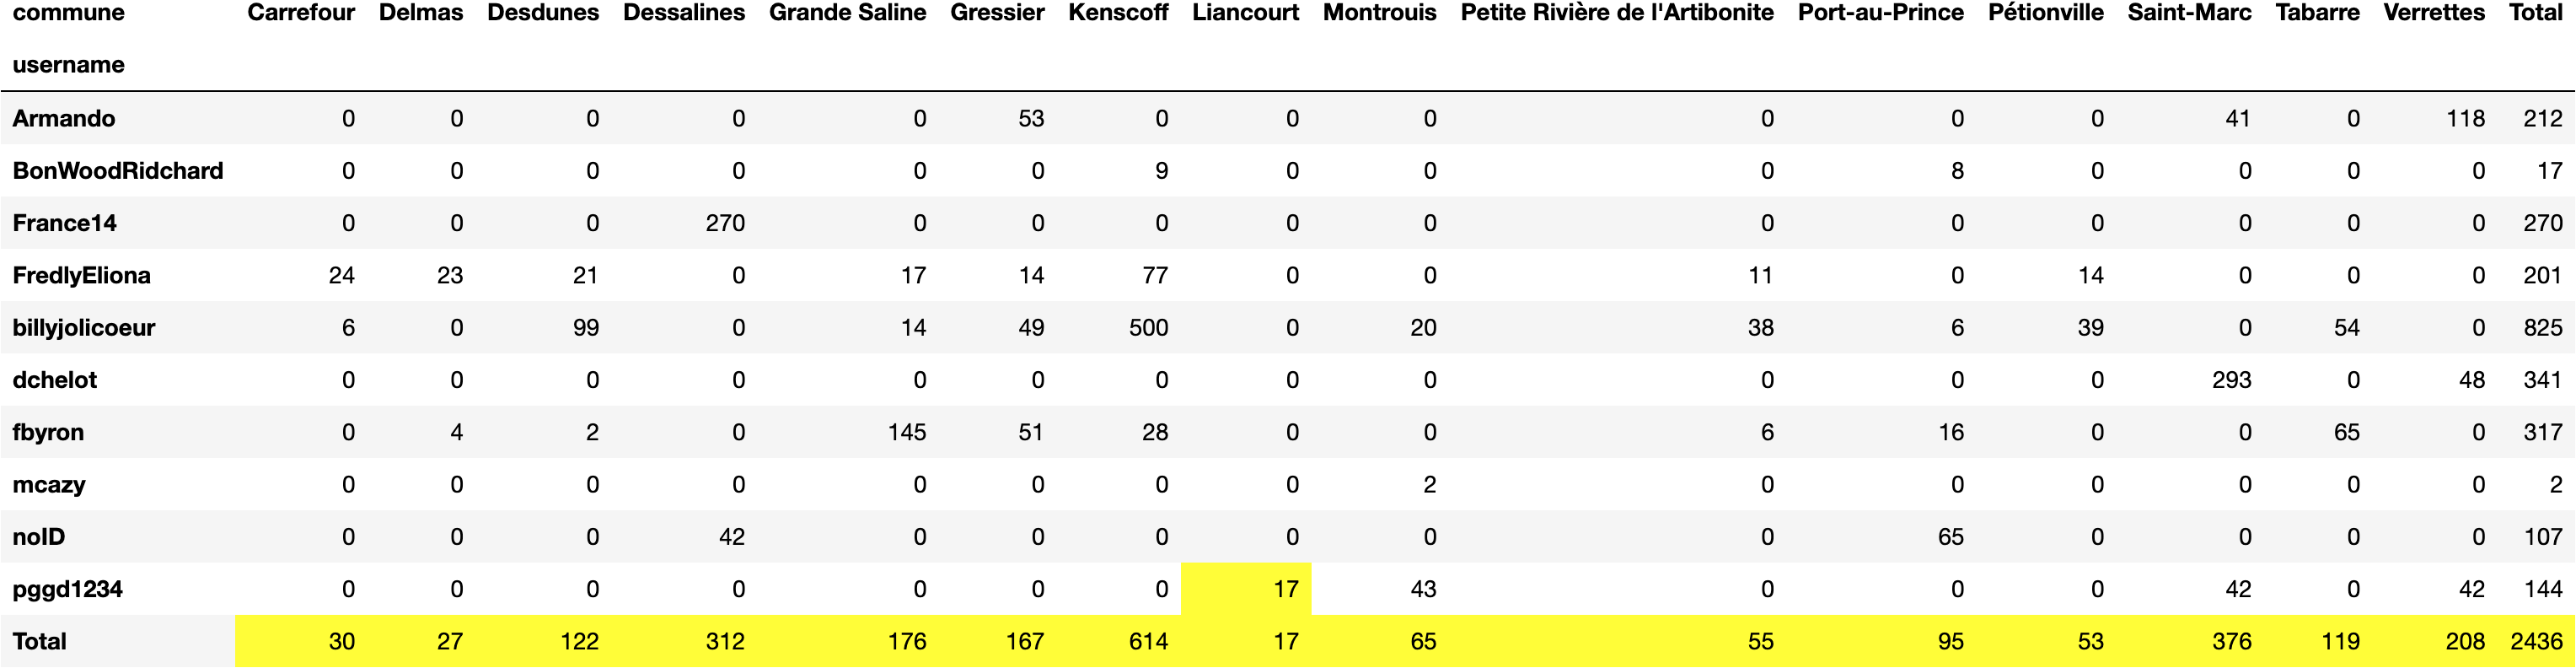 commune Carrefour Delmas Desdunes Dessalines Grande Saline Gressier Kenscoff Liancourt Montrouis Petite Rivière de l'Artibonite Port-au-Prince Pétionville Saint-Marc Tabarre Verrettes Total
username
Armando 0 0 0 0 0 53 0 0 0 0 0 0 41 0 118 212
BonWoodRidchard 0 0 0 0 0 0 9 0 0 0 8 0 0 0 0 17
France14 0 0 0 270 0 0 0 0 0 0 0 0 0 0 0 270
FredlyEliona 24 23 21 0 17 14 77 0 0 11 0 14 0 0 0 201
billyjolicoeur 6 0 99 0 14 49 500 0 20 38 6 39 0 54 0 825
dchelot 0 0 0 0 0 0 0 0 0 0 0 0 293 0 48 341
fbyron 0 4 2 0 145 51 28 0 0 6 16 0 0 65 0 317
mcazy 0 0 0 0 0 0 0 0 2 0 0 0 0 0 0 2
noID 0 0 0 42 0 0 0 0 0 0 65 0 0 0 0 107
pggd1234 0 0 0 0 0 0 0 17 43 0 0 0 42 0 42 144
Total 30 27 122 312 176 167 614 17 65 55 95 53 376 119 208 2436